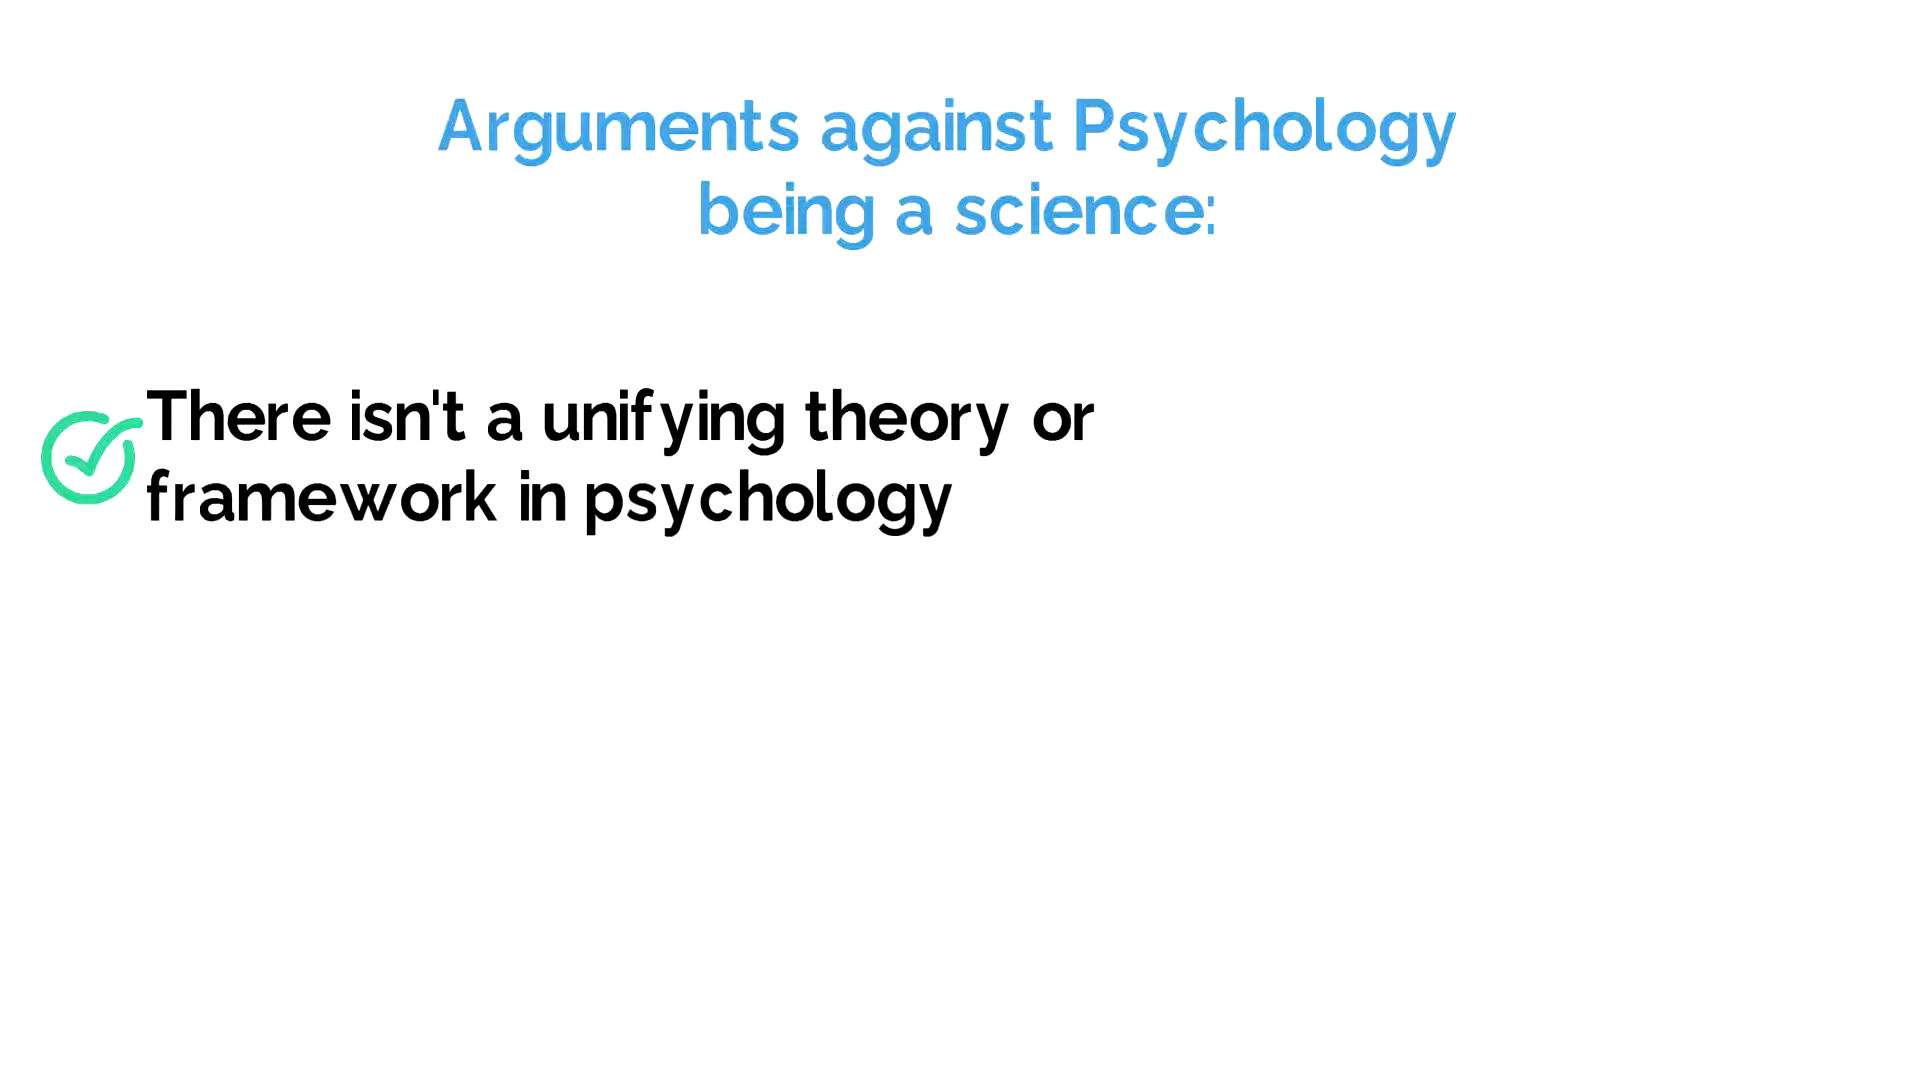 Arguments against Psychology
being a science:
There isn't a unifying theory or
framework in psychology